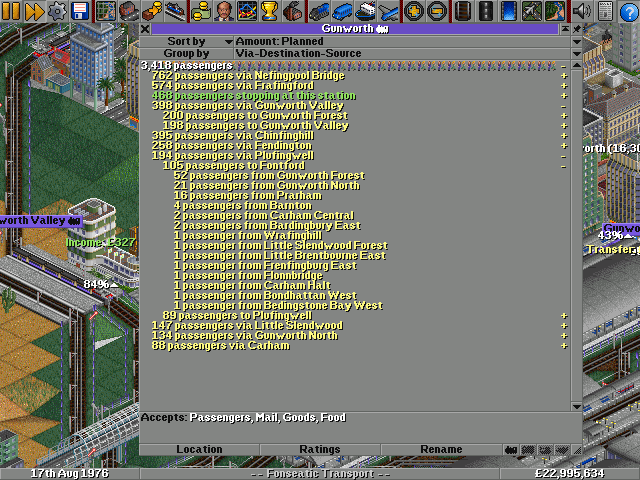 Gunworth
Sort by Amount: Planned
Group by Via-Destination-Source
3,418 passengers
762 passengers via Nefingpool Bridge
574 passengers via Frafingford
468 passengers stopping at this station
398 passengers via Gunworth Valley
200 passengers to Gunworth Forest
198 passengers to Gunworth Valley
395 passengers via Chinfinghill
258 passengers via Fendington
194 passengers via Plufingwell
105 passengers to Fontford
52 passengers from Gunworth Forest
21 passengers from Gunworth North
16 passengers from Prarham
4 passengers from Barnton
2 passengers from Carham Central
2 passengers from Bardingbury East
1 passenger from Wrafinghill
1 passenger from Little Slendwood Forest
1 passenger from Little Brentbourne East
1 passenger from Frenfingburg East
1 passenger from Flonnbridge
1 passenger from Carham Halt
1 passenger from Bondhattan West
1 passenger from Bedingstone Bay West
89 passengers to Plufingwell
147 passengers via Little Slendwood
134 passengers via Gunworth North
88 passengers via Carham
Accepts: Passengers, Mail, Goods, Food
Location Ratings Rename
worth Valley
Income: £327
84%
orth (16,30
Gunworth
43%
Transfer:
17th Aug 1976 - - Fonseatic Transport - - £22,995,634